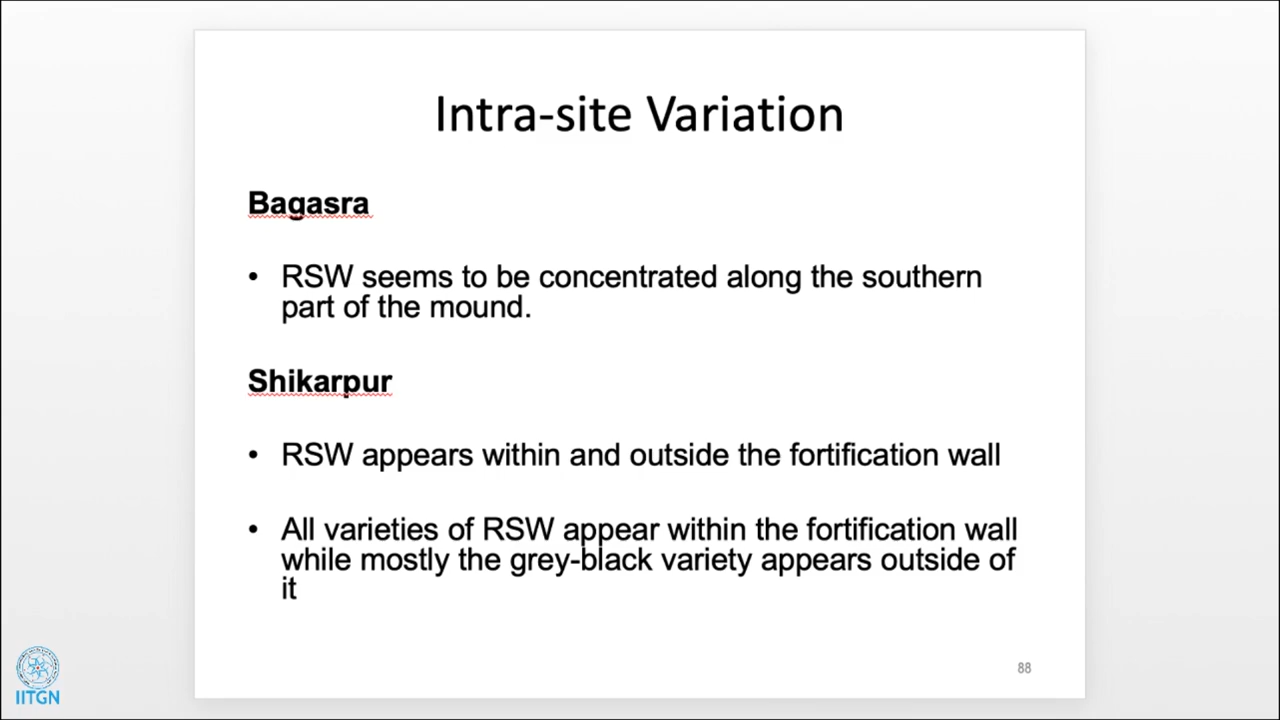 Intra-site Variation
Bagasra
• RSW seems to be concentrated along the southern
part of the mound.
Shikarpur
• RSW appears within and outside the fortification wall
• All varieties of RSW appear within the fortification wall
while mostly the grey-black variety appears outside of
it
88
IITGN